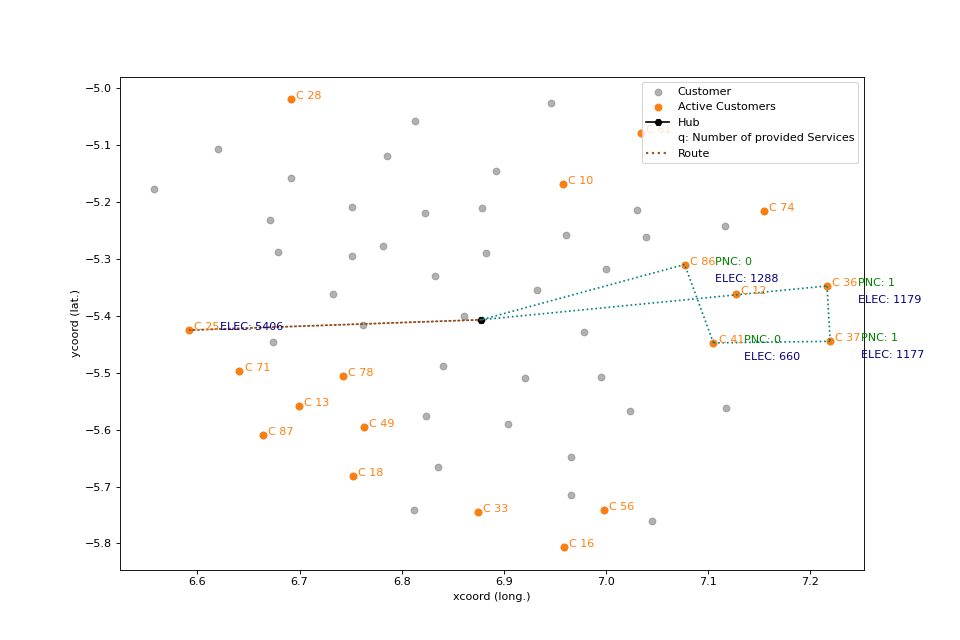 Customer
Active Customers
Hub
q: Number of provided Services
Route
C 28
C 10
C 74
C 86 PNC: 0
ELEC: 1288
C 36 PNC: 1
ELEC: 1179
C 12
C 25 ELEC: 5406
C 41 PNC: 0
ELEC: 660
C 37 PNC: 1
ELEC: 1177
C 71
C 78
C 13
C 49
C 87
C 18
C 33
C 56
C 16
−5.0
−5.1
−5.2
−5.3
−5.4
−5.5
−5.6
−5.7
−5.8
ycoord (lat.)
6.6 6.7 6.8 6.9 7.0 7.1 7.2
xcoord (long.)